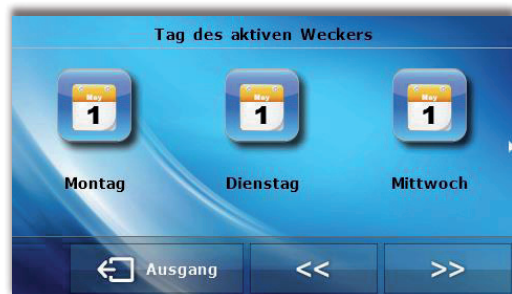 Tag des aktiven Weckers
May May May
1 1 1
Montag Dienstag Mittwoch
Ausgang << >>